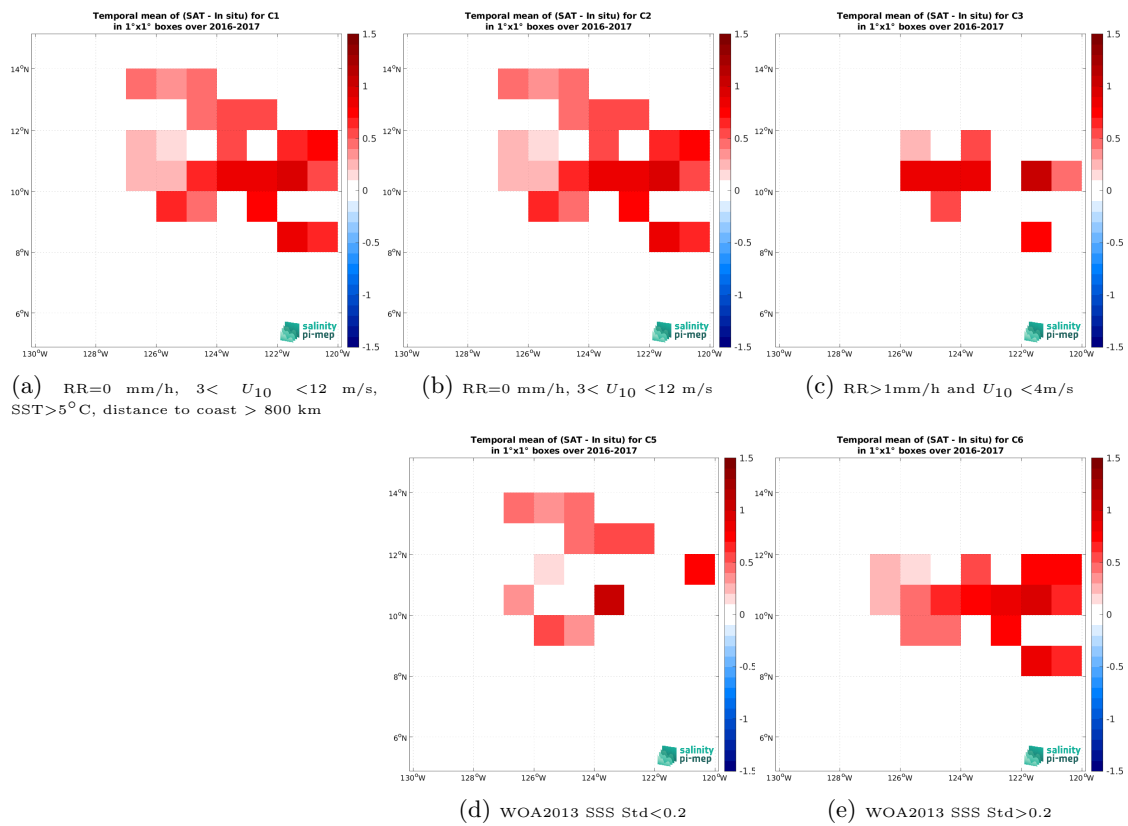 Temporal mean of (SAT - In situ) for C1
in 1°x1° boxes over 2016-2017
14°N
12°N
10°N
8°N
6°N
130°W 128°W 126°W 124°W 122°W 120°W
1.5
1
0.5
0
-0.5
-1
-1.5
salinity
pi-mep
(a) RR=0 mm/h, 3< U10 <12 m/s,
SST>5°C, distance to coast > 800 km
Temporal mean of (SAT - In situ) for C2
in 1°x1° boxes over 2016-2017
14°N
12°N
10°N
8°N
6°N
130°W 128°W 126°W 124°W 122°W 120°W
1.5
1
0.5
0
-0.5
-1
-1.5
salinity
pi-mep
(b) RR=0 mm/h, 3< U10 <12 m/s
Temporal mean of (SAT - In situ) for C3
in 1°x1° boxes over 2016-2017
14°N
12°N
10°N
8°N
6°N
130°W 128°W 126°W 124°W 122°W 120°W
1.5
1
0.5
0
-0.5
-1
-1.5
salinity
pi-mep
(c) RR>1mm/h and U10 <4m/s
Temporal mean of (SAT - In situ) for C5
in 1°x1° boxes over 2016-2017
14°N
12°N
10°N
8°N
6°N
130°W 128°W 126°W 124°W 122°W 120°W
1.5
1
0.5
0
-0.5
-1
-1.5
salinity
pi-mep
(d) WOA2013 SSS Std<0.2
Temporal mean of (SAT - In situ) for C6
in 1°x1° boxes over 2016-2017
14°N
12°N
10°N
8°N
6°N
130°W 128°W 126°W 124°W 122°W 120°W
1.5
1
0.5
0
-0.5
-1
-1.5
salinity
pi-mep
(e) WOA2013 SSS Std>0.2